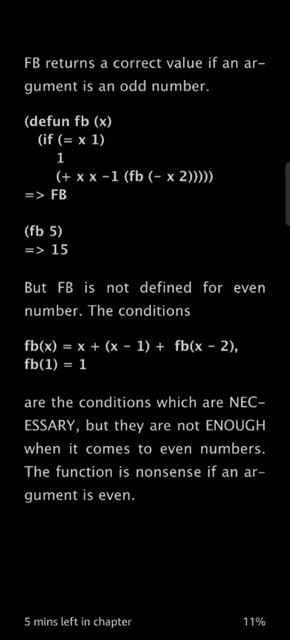 FB returns a correct value if an ar-
gument is an odd number.
(defun fb (x)
(if (= x 1)
1
(+ x x -1 (fb (- x 2)))))
=> FB
(fb 5)
=> 15
But FB is not defined for even
number. The conditions
fb(x) = x + (x - 1) + fb(x - 2),
fb(1) = 1
are the conditions which are NEC-
ESSARY, but they are not ENOUGH
when it comes to even numbers.
The function is nonsense if an ar-
gument is even.
5 mins left in chapter
11%